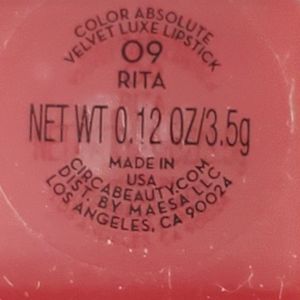 COLOR ABSOLUTE
VELVET LUXE LIPSTICK
09
RITA
NET WT 0.12 OZ/3.5g
MADE IN
USA
CIRCABEAUTY.COM
DIST. BY MAESA LLC
LOS ANGELES, CA 90024